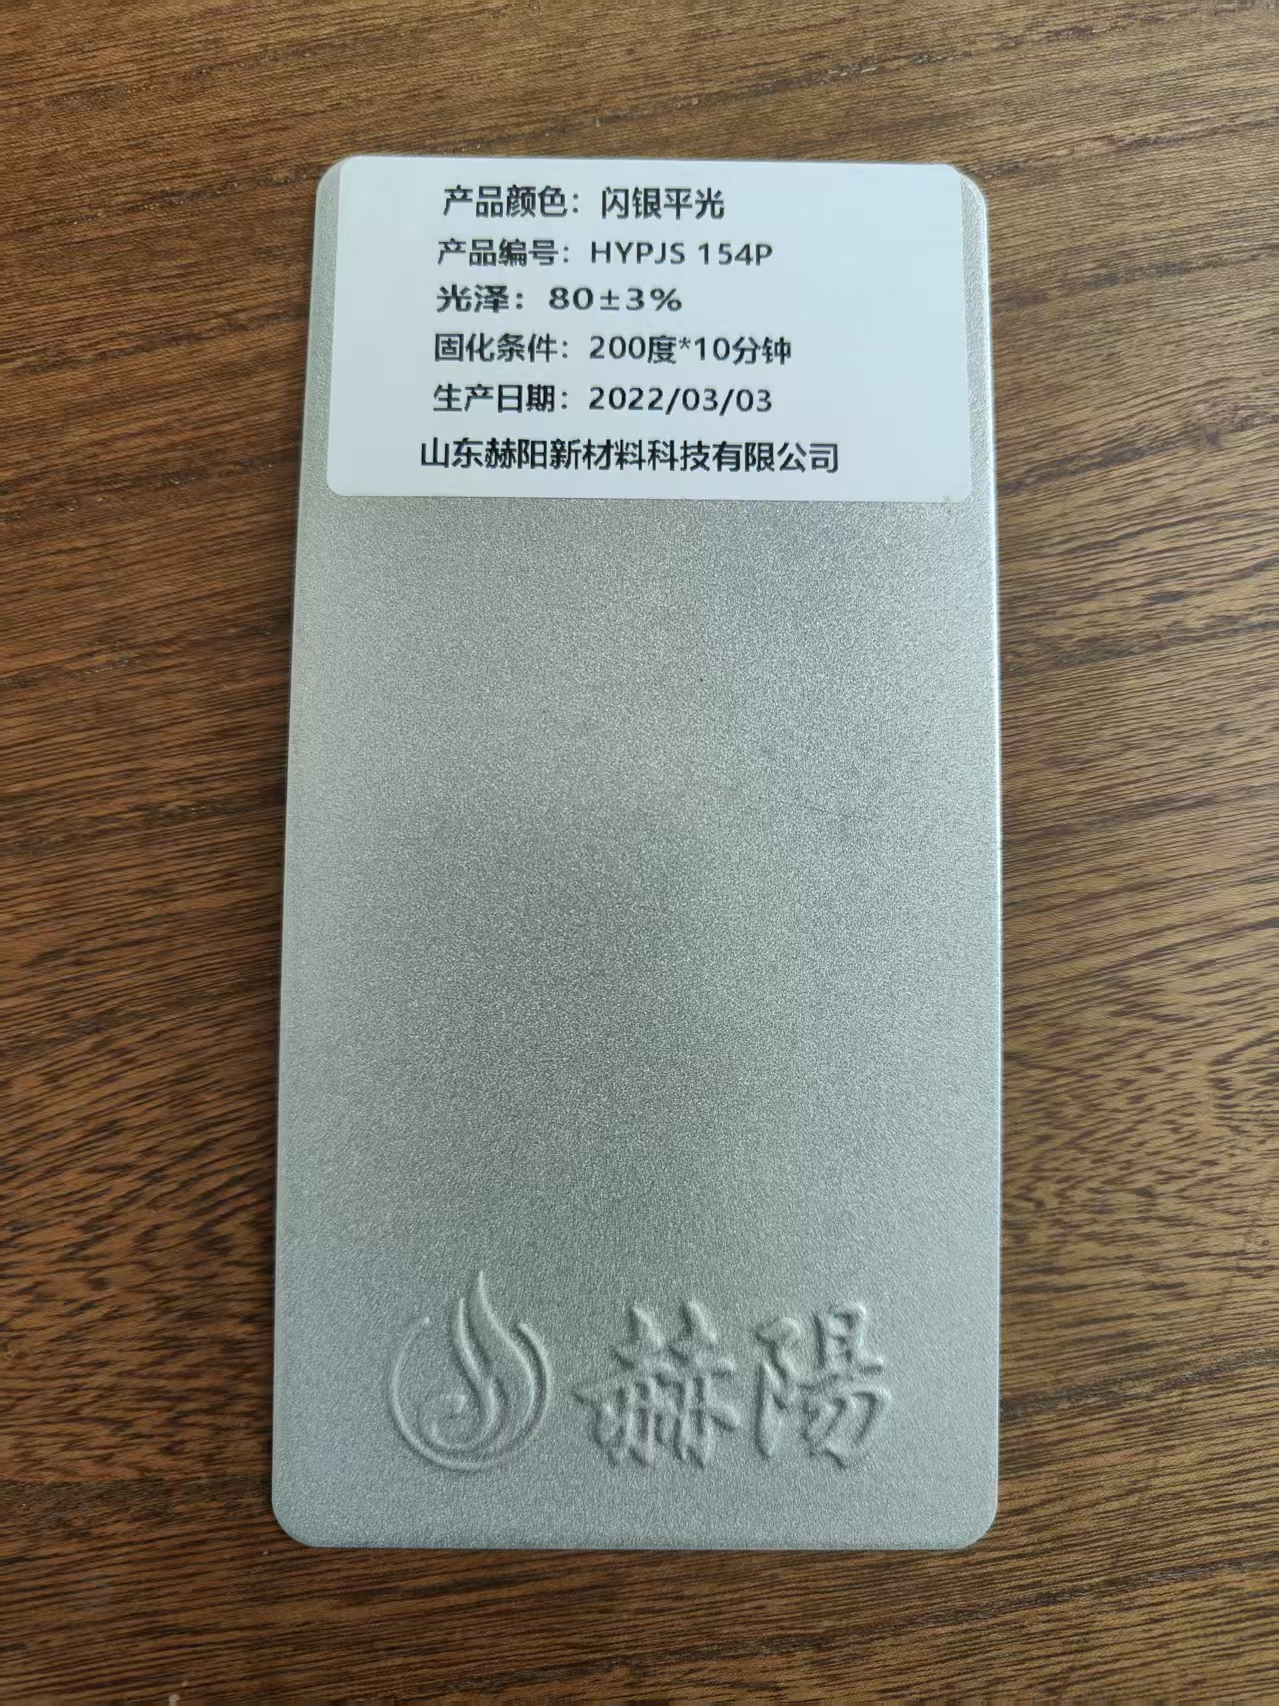 产品颜色：闪银平光
产品编号：HYPJS 154P
光泽：80±3%
固化条件：200度*10分钟
生产日期：2022/03/03
山东赫阳新材料科技有限公司
赫陽